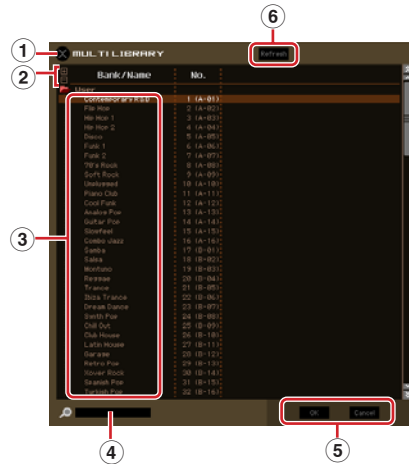 6
1
MULTI LIBRARY
Refresh
2
Bank/Name No.
User
Contemporary R&B 1 (A-01)
Flip Hop 2 (A-02)
Hip Hop 1 3 (A-03)
Hip Hop 2 4 (A-04)
Disco 5 (A-05)
Funk 1 6 (A-06)
Funk 2 7 (A-07)
70's Rock 8 (A-08)
Soft Rock 9 (A-09)
10 (A-10)
Piano Club 11 (A-11)
Cool Funk 12 (A-12)
Analog Pop 13 (A-13)
Guitar Pop 14 (A-14)
Slowfeel 15 (A-15)
3
Combo Jazz 16 (A-16)
Samba 17 (B-01)
Salsa 18 (B-02)
Montuno 19 (B-03)
Reggae 20 (B-04)
Trance 21 (B-05)
Ibiza Trance 22 (B-06)
Dream Dance 23 (B-07)
Synth Pop 24 (B-08)
Chill Out 25 (B-09)
Club House 26 (B-10)
Latin House 27 (B-11)
Garage 28 (B-12)
Retro Pop 29 (B-13)
Xover Rock 30 (B-14)
Spanish Pop 31 (B-15)
Turkish Pop 32 (B-16)
OK Cancel
4
5